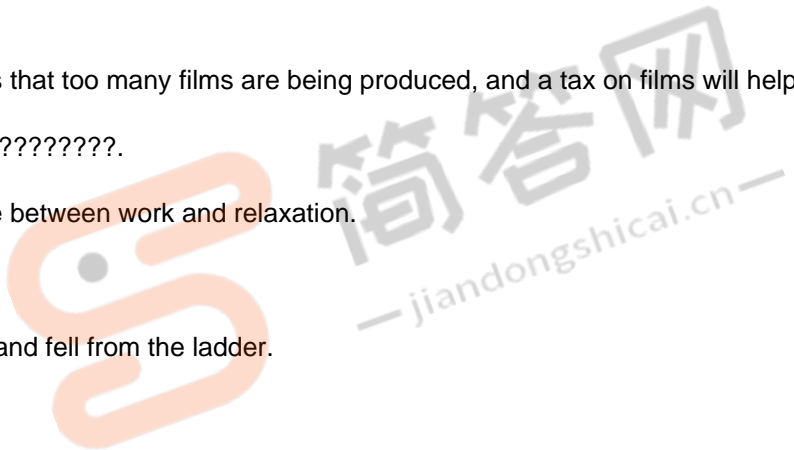 s that too many films are being produced, and a tax on films will help
?????????.
e between work and relaxation.
and fell from the ladder.
简答网
jiandongshicai.cn